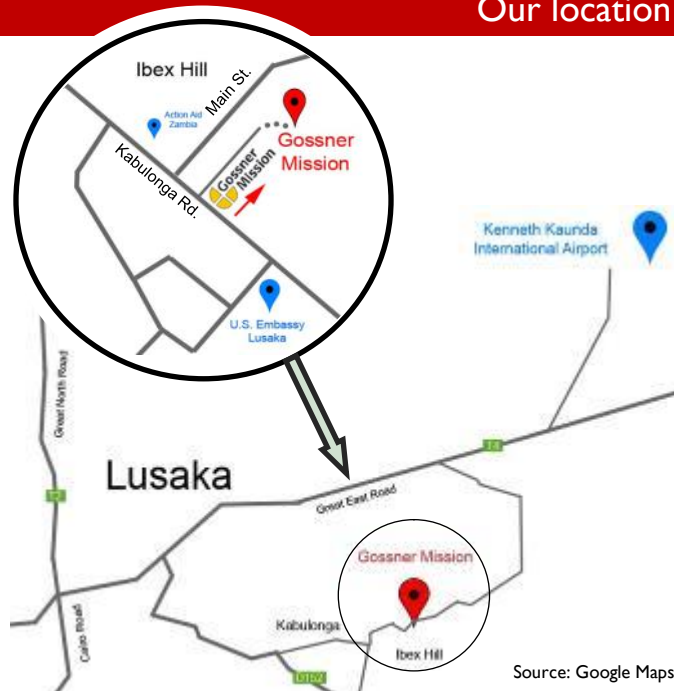 Our location
Ibex Hill
Main St.
Action Aid
Zambia
Gossner
Mission
Gossner
Mission
Kabulonga Rd.
U.S. Embassy
Lusaka
Kenneth Kaunda
International Airport
Great North Road
T2
T4
Lusaka
Great East Road
Gossner Mission
Cairo Road
Kabulonga
Ibex Hill
D152
Source: Google Maps